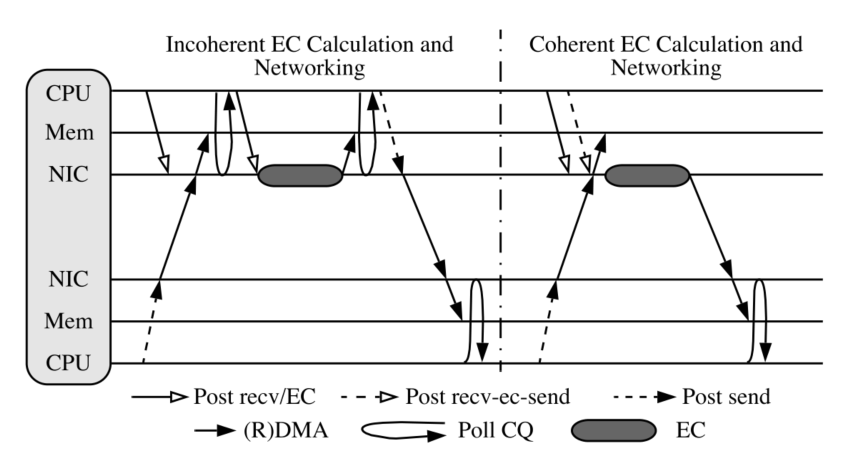 Incoherent EC Calculation and
Networking
Coherent EC Calculation and
Networking
CPU
Mem
NIC
NIC
Mem
CPU
Post recv/EC
Post recv-ec-send
Post send
(R)DMA
Poll CQ
EC